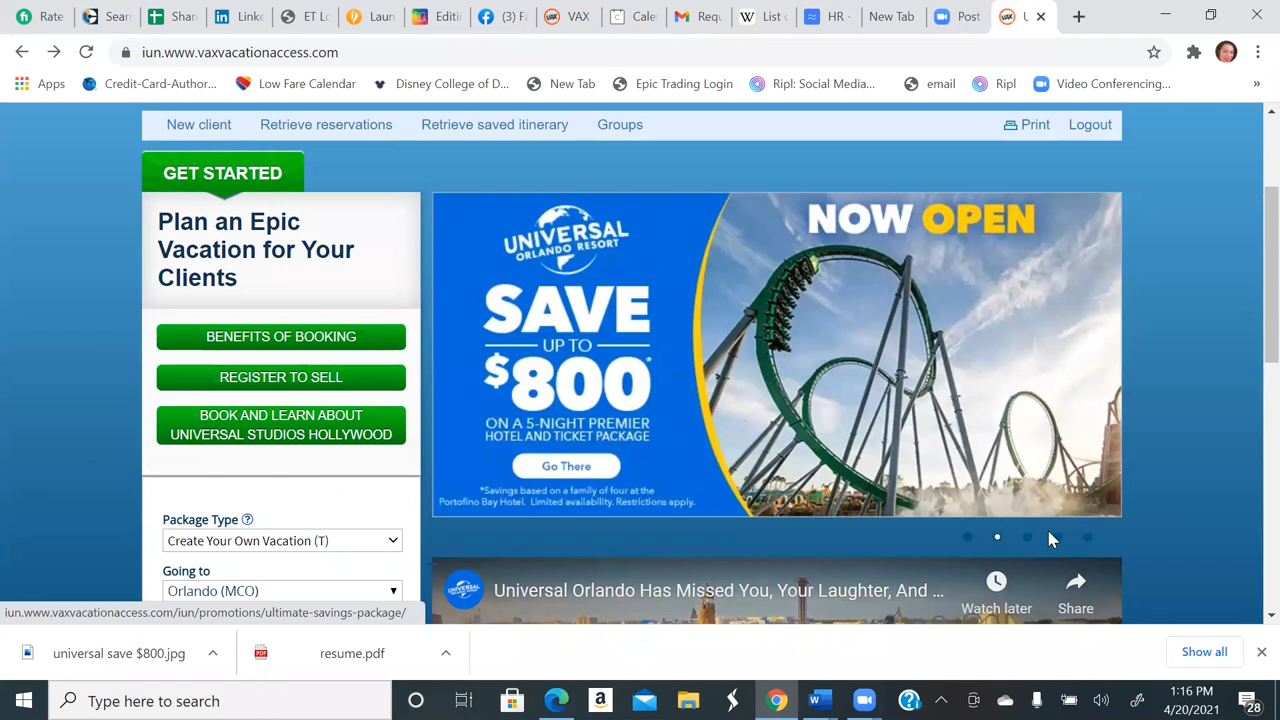 Rate
Sear
Share
Linke
ET Lo
Laun
Editi
(3) Fa
VAX
Cale
Req
List o
HR -
New Tab
Post
U
iun.www.vaxvacationaccess.com
Apps
Credit-Card-Author...
Low Fare Calendar
Disney College of D...
New Tab
Epic Trading Login
Ripl: Social Media...
email
Ripl
Video Conferencing...
»
New client
Retrieve reservations
Retrieve saved itinerary
Groups
Print
Logout
GET STARTED
Plan an Epic
Vacation for Your
Clients
BENEFITS OF BOOKING
REGISTER TO SELL
BOOK AND LEARN ABOUT
UNIVERSAL STUDIOS HOLLYWOOD
Package Type ?
Create Your Own Vacation (T)
Going to
Orlando (MCO)
UNIVERSAL
ORLANDO RESORT
SAVE
UP TO
$800*
ON A 5-NIGHT PREMIER
HOTEL AND TICKET PACKAGE
Go There
*Savings based on a family of four at the
Portofino Bay Hotel. Limited availability. Restrictions apply.
NOW OPEN
Universal Orlando Has Missed You, Your Laughter, And ...
Watch later
Share
iun.www.vaxvacationaccess.com/iun/promotions/ultimate-savings-package/
universal save $800.jpg
resume.pdf
Show all
Type here to search
1:16 PM
4/20/2021
28